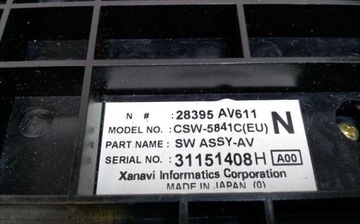 N #: 28395 AV611
MODEL NO.: CSW-5841C(EU) N
PART NAME: SW ASSY-AV
SERIAL NO.: 31151408H A00
Xanavi Informatics Corporation
MADE IN JAPAN (O)